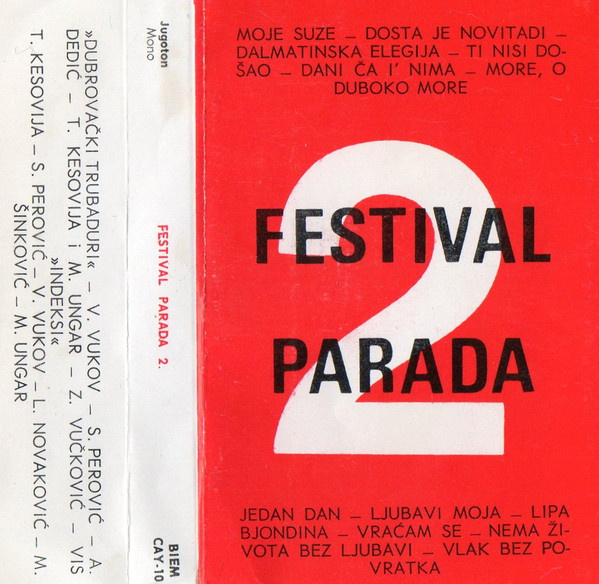 »DUBROVAČKI TRUBADURI« – V. VUKOV – S. PEROVIĆ – A.
DEDIĆ – T. KESOVIJA i M. UNGAR – Z. VUČKOVIĆ – VIS
»INDEKSI«
T. KESOVIJA – S. PEROVIĆ – V. VUKOV – L. NOVAKOVIĆ – M.
ŠINKOVIĆ – M. UNGAR
Jugoton
Mono
FESTIVAL PARADA 2.
BIEM
CAY-10
MOJE SUZE – DOSTA JE NOVITADI –
DALMATINSKA ELEGIJA – TI NISI DO-
ŠAO – DANI ČA I' NIMA – MORE, O
DUBOKO MORE
2
FESTIVAL
PARADA
JEDAN DAN – LJUBAVI MOJA – LIPA
BJONDINA – VRAĆAM SE – NEMA ŽI-
VOTA BEZ LJUBAVI – VLAK BEZ PO-
VRATKA